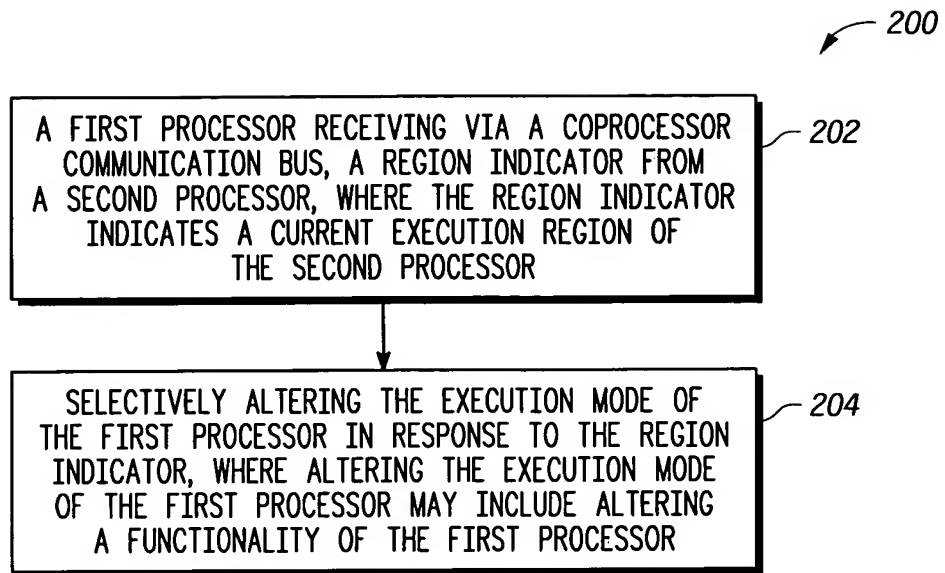 200
A FIRST PROCESSOR RECEIVING VIA A COPROCESSOR
COMMUNICATION BUS, A REGION INDICATOR FROM
A SECOND PROCESSOR, WHERE THE REGION INDICATOR
INDICATES A CURRENT EXECUTION REGION OF
THE SECOND PROCESSOR
202
SELECTIVELY ALTERING THE EXECUTION MODE OF
THE FIRST PROCESSOR IN RESPONSE TO THE REGION
INDICATOR, WHERE ALTERING THE EXECUTION MODE
OF THE FIRST PROCESSOR MAY INCLUDE ALTERING
A FUNCTIONALITY OF THE FIRST PROCESSOR
204